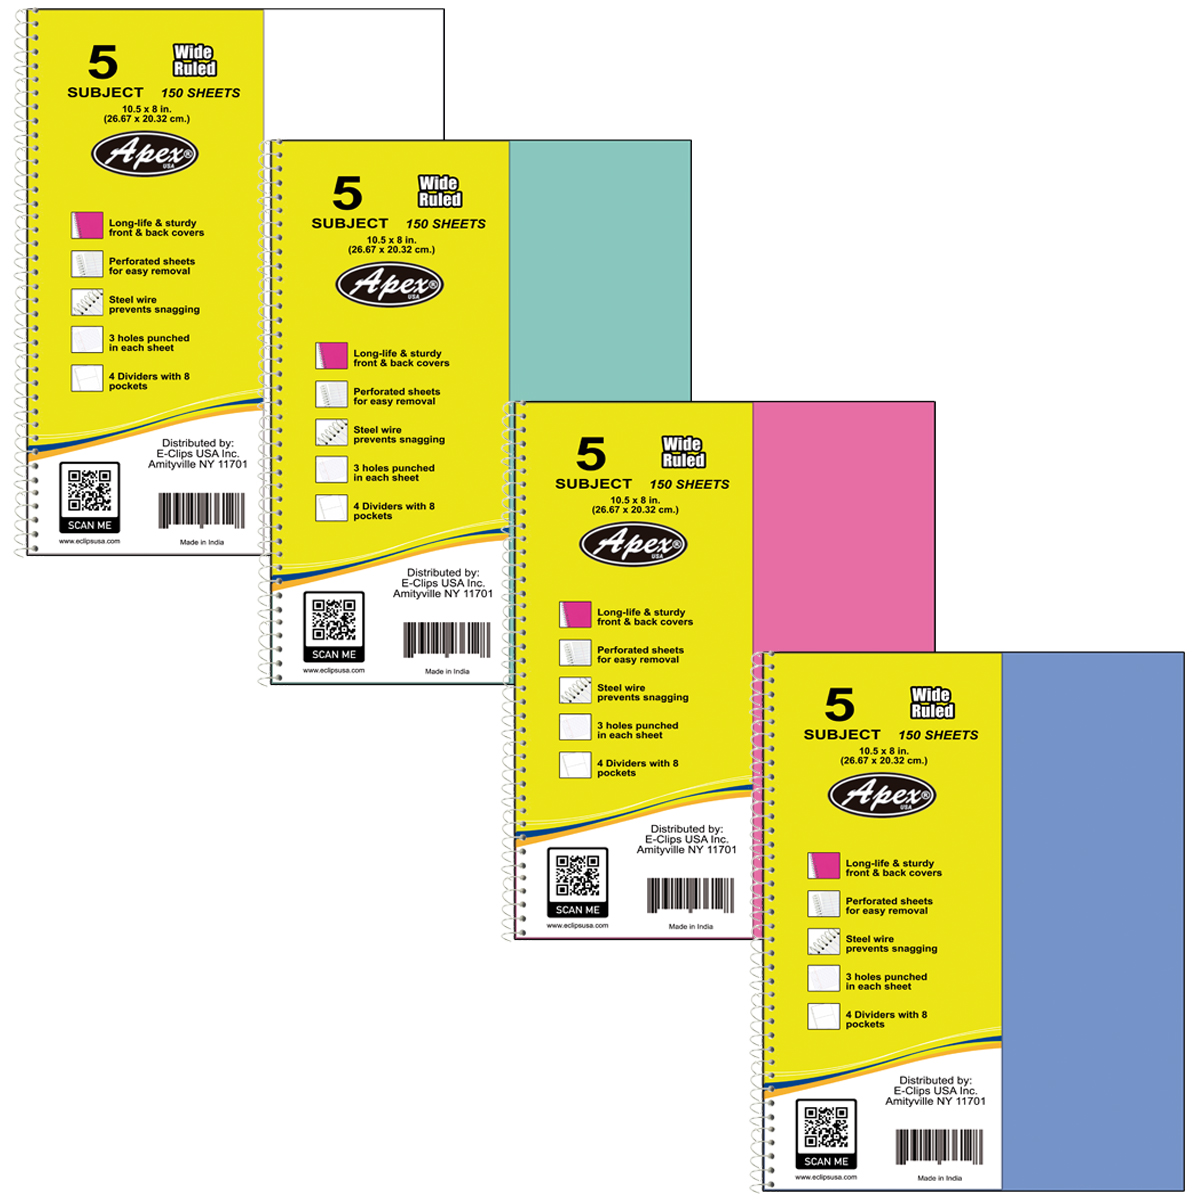 5
Wide
Ruled
SUBJECT 150 SHEETS
10.5 x 8 in.
(26.67 x 20.32 cm.)
Apex®
USA
Long-life & sturdy
front & back covers
Perforated sheets
for easy removal
Steel wire
prevents snagging
3 holes punched
in each sheet
4 Dividers with 8
pockets
Distributed by:
E-Clips USA Inc.
Amityville NY 11701
SCAN ME
www.eclipsusa.com
Made in India
5
Wide
Ruled
SUBJECT 150 SHEETS
10.5 x 8 in.
(26.67 x 20.32 cm.)
Apex®
USA
Long-life & sturdy
front & back covers
Perforated sheets
for easy removal
Steel wire
prevents snagging
3 holes punched
in each sheet
4 Dividers with 8
pockets
Distributed by:
E-Clips USA Inc.
Amityville NY 11701
SCAN ME
www.eclipsusa.com
Made in India
5
Wide
Ruled
SUBJECT 150 SHEETS
10.5 x 8 in.
(26.67 x 20.32 cm.)
Apex®
USA
Long-life & sturdy
front & back covers
Perforated sheets
for easy removal
Steel wire
prevents snagging
3 holes punched
in each sheet
4 Dividers with 8
pockets
Distributed by:
E-Clips USA Inc.
Amityville NY 11701
SCAN ME
www.eclipsusa.com
Made in India
5
Wide
Ruled
SUBJECT 150 SHEETS
10.5 x 8 in.
(26.67 x 20.32 cm.)
Apex®
USA
Long-life & sturdy
front & back covers
Perforated sheets
for easy removal
Steel wire
prevents snagging
3 holes punched
in each sheet
4 Dividers with 8
pockets
Distributed by:
E-Clips USA Inc.
Amityville NY 11701
SCAN ME
www.eclipsusa.com
Made in India